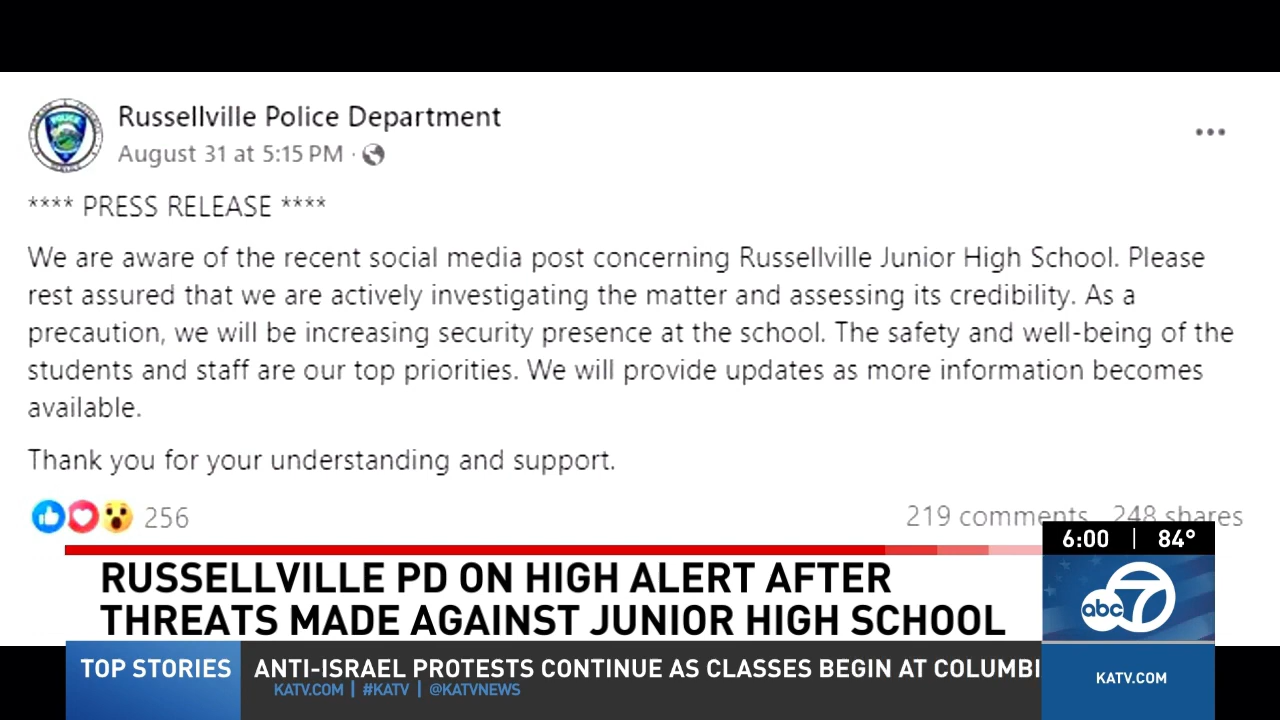 Russellville Police Department
August 31 at 5:15 PM ·
**** PRESS RELEASE ****
We are aware of the recent social media post concerning Russellville Junior High School. Please
rest assured that we are actively investigating the matter and assessing its credibility. As a
precaution, we will be increasing security presence at the school. The safety and well-being of the
students and staff are our top priorities. We will provide updates as more information becomes
available.
Thank you for your understanding and support.
256
219 comments 248 shares
6:00 | 84°
RUSSELLVILLE PD ON HIGH ALERT AFTER
THREATS MADE AGAINST JUNIOR HIGH SCHOOL
abc 7
TOP STORIES
ANTI-ISRAEL PROTESTS CONTINUE AS CLASSES BEGIN AT COLUMBI
KATV.COM | #KATV | @KATVNEWS
KATV.COM